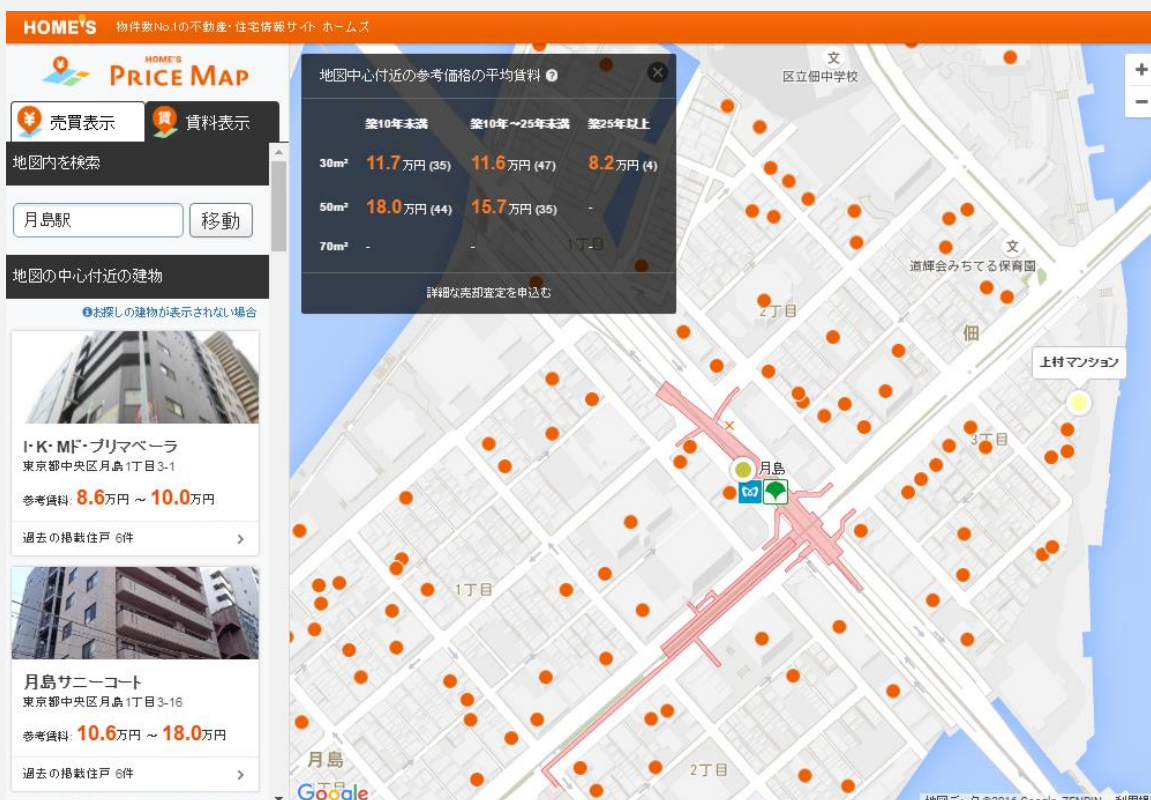 HOME'S 物件数No.1の不動産・住宅情報サイト ホームズ
HOME'S
PRICE MAP
売買表示
賃 賃料表示
地図内を検索
月島駅 移動
地図の中心付近の建物
お探しの建物が表示されない場合
I・K・Mド・プリマベーラ
東京都中央区月島1丁目3-1
参考賃料: 8.6万円 ~ 10.0万円
過去の掲載住戸 6件
月島サニーコート
東京都中央区月島1丁目3-16
参考賃料: 10.6万円 ~ 18.0万円
過去の掲載住戸 6件
地図中心付近の参考価格の平均賃料
築10年未満 築10年~25年未満 築25年以上
30m² 11.7万円 (35) 11.6万円 (47) 8.2万円 (4)
50m² 18.0万円 (44) 15.7万円 (35) -
70m² - - -
詳細な売却査定を申込む
1丁目
文
区立佃中学校
文
道輝会みちてる保育園
2丁目
佃
上村マンション
3丁目
月島
1丁目
月島
1丁目
2丁目
Google
地図データ ©2016 Google, ZENRIN
+
-